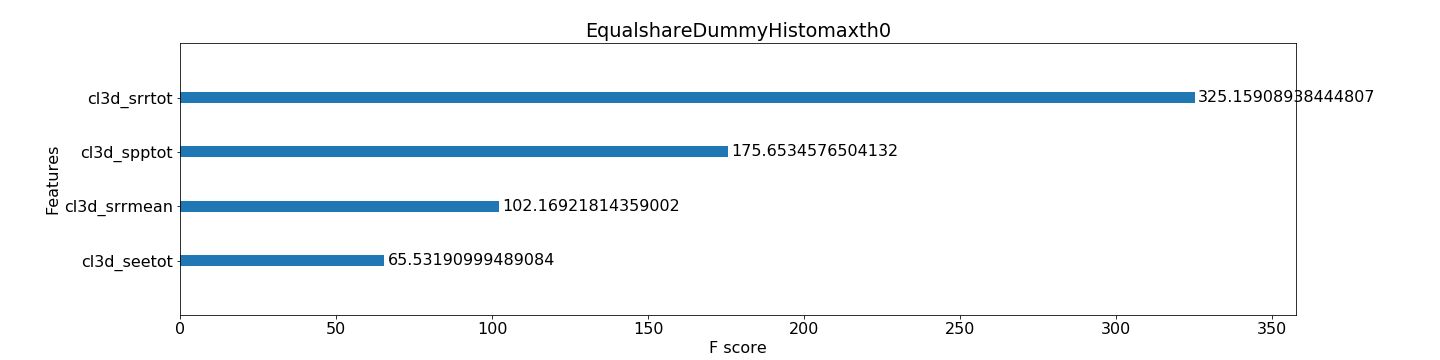 EqualshareDummyHistomaxth0
cl3d_srrtot 325.15908938444807
cl3d_spptot 175.6534576504132
Features
cl3d_srrmean 102.16921814359002
cl3d_seetot 65.53190999489084
0 50 100 150 200 250 300 350
F score